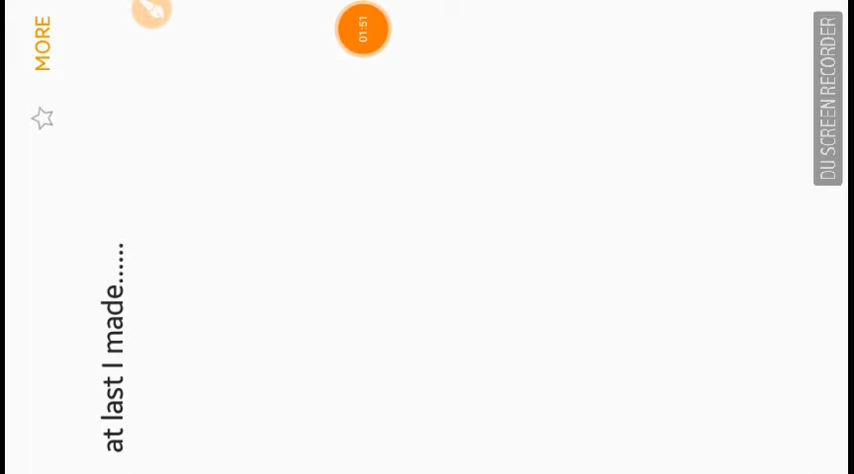 MORE
at last I made......
01:51
DU SCREEN RECORDER